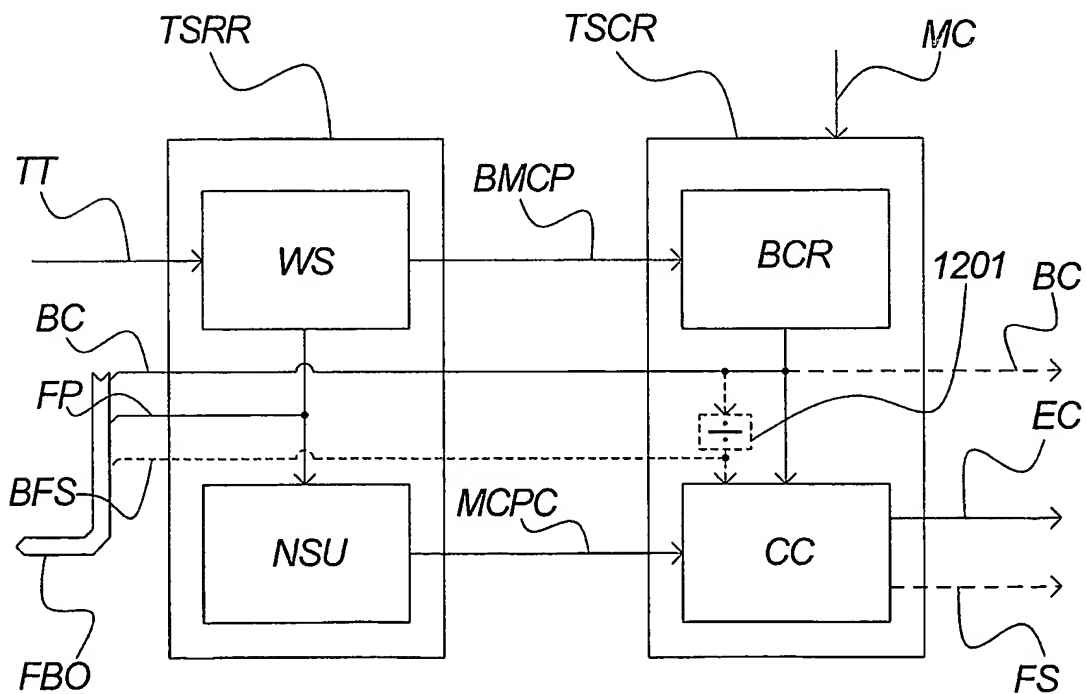 TSRR
TSCR
MC
TT
BMCP
WS
BCR
1201
BC
BC
FP
EC
BFS
MCPC
NSU
CC
FBO
FS